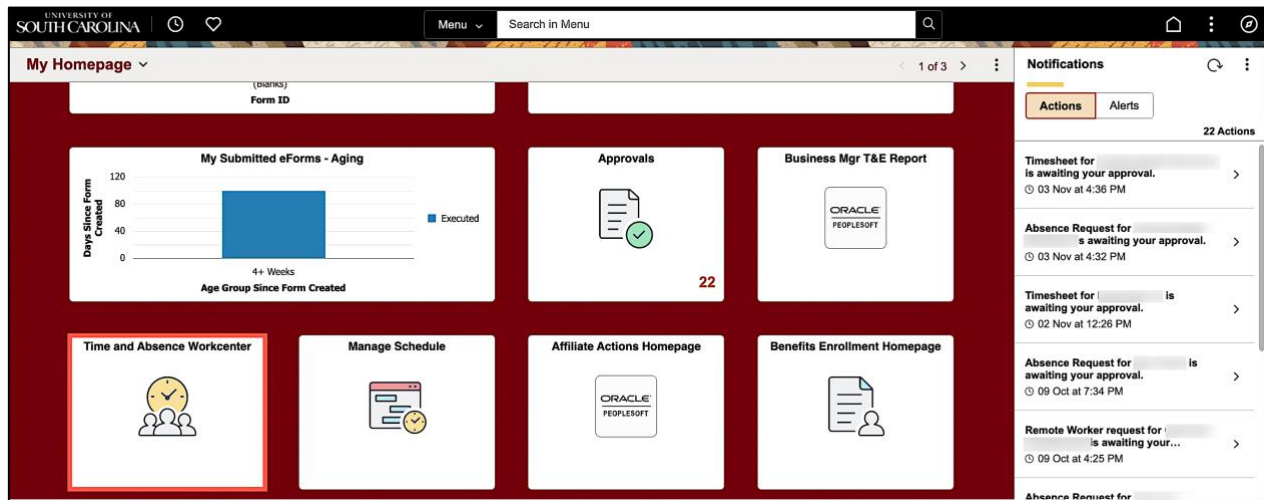 UNIVERSITY OF
SOUTH CAROLINA
Menu
Search in Menu
My Homepage
1 of 3
(Blanks)
Form ID
My Submitted eForms - Aging
Days Since Form
Created
120
80
40
0
4+ Weeks
Age Group Since Form Created
Executed
Approvals
22
Business Mgr T&E Report
ORACLE
PEOPLESOFT
Time and Absence Workcenter
Manage Schedule
Affiliate Actions Homepage
ORACLE
PEOPLESOFT
Benefits Enrollment Homepage
Notifications
Actions
Alerts
22 Actions
Timesheet for
is awaiting your approval.
03 Nov at 4:36 PM
Absence Request for
s awaiting your approval.
03 Nov at 4:32 PM
Timesheet for is
awaiting your approval.
02 Nov at 12:26 PM
Absence Request for is
awaiting your approval.
09 Oct at 7:34 PM
Remote Worker request for
is awaiting your...
09 Oct at 4:25 PM
Absence Request for